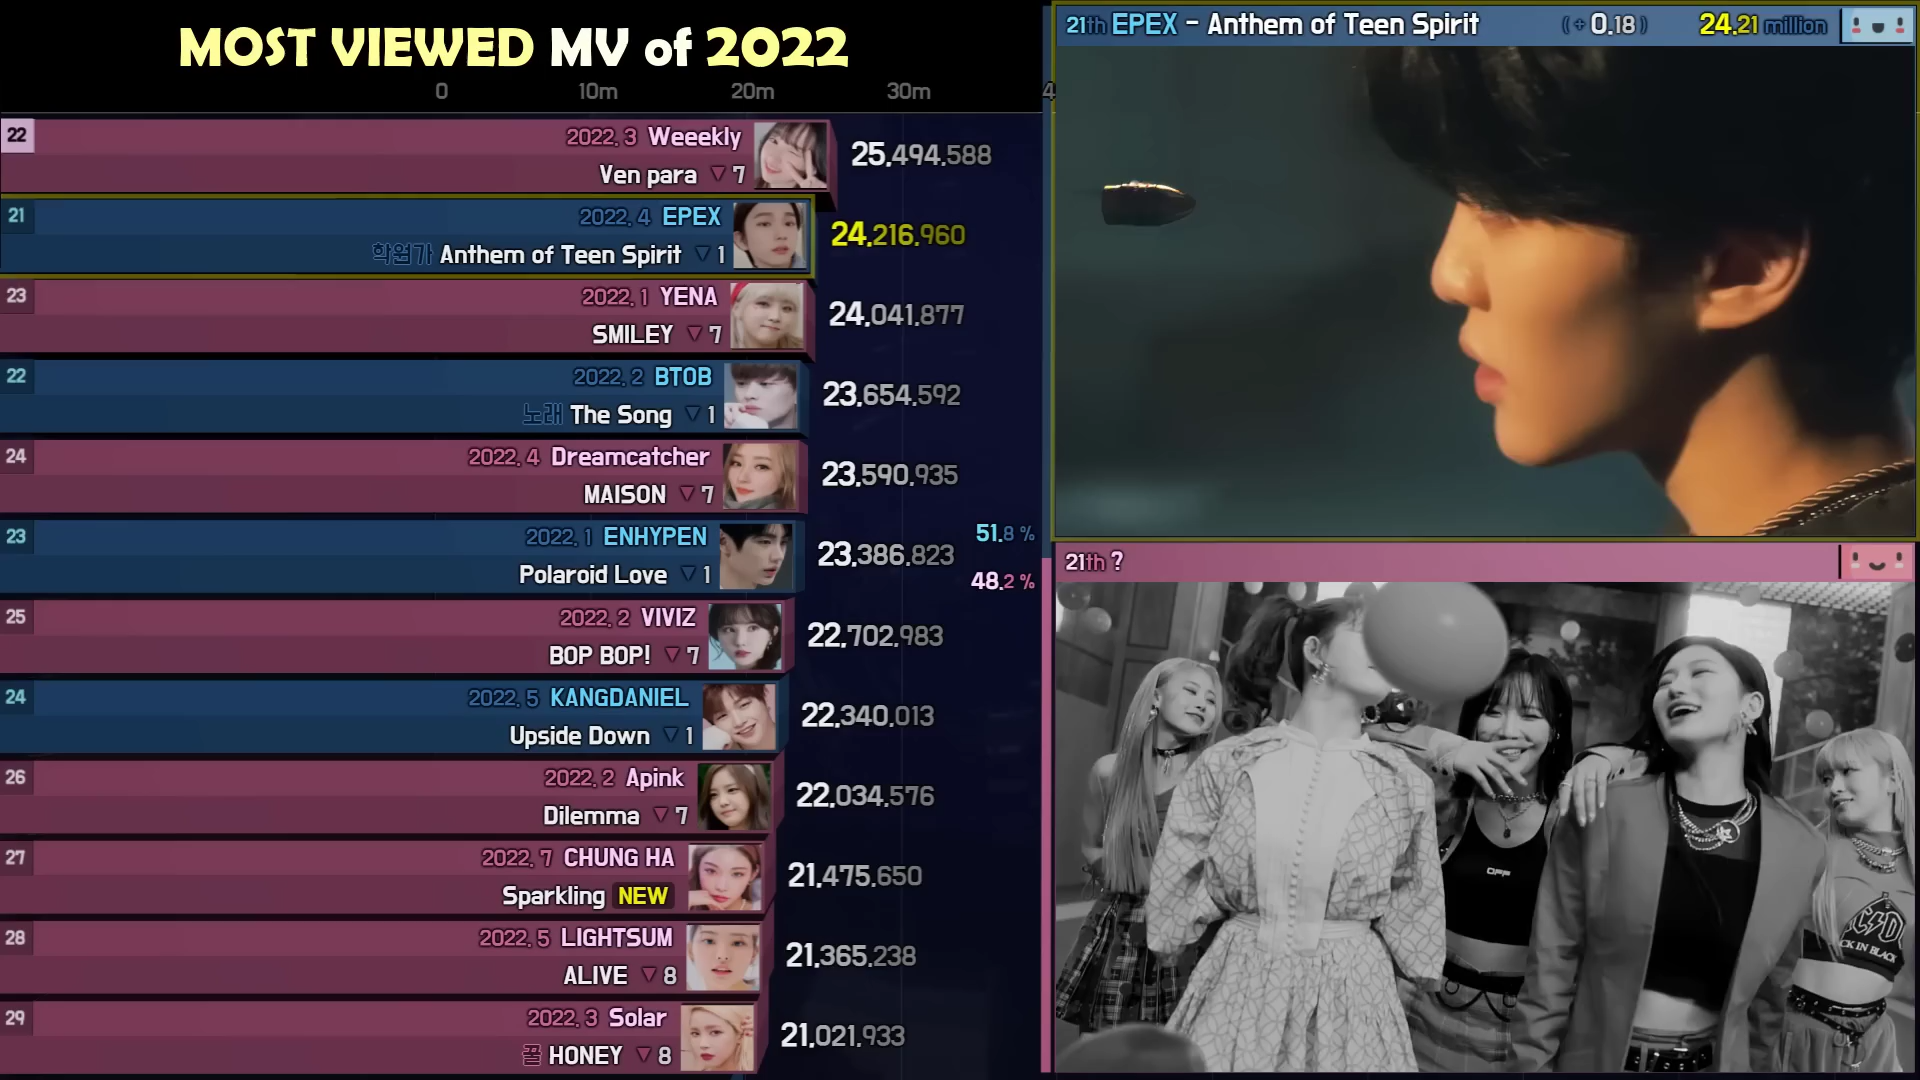 MOST VIEWED MV of 2022
0 10m 20m 30m 4
22 2022. 3 Weeekly
Ven para ▼ 7
25,494,588
21 2022. 4 EPEX
학원가 Anthem of Teen Spirit ▼ 1
24,216,960
23 2022. 1 YENA
SMILEY ▼ 7
24,041,877
22 2022. 2 BTOB
노래 The Song ▼ 1
23,654,592
24 2022. 4 Dreamcatcher
MAISON ▼ 7
23,590,935
23 2022. 1 ENHYPEN
Polaroid Love ▼ 1
23,386,823
51.8 %
48.2 %
25 2022. 2 VIVIZ
BOP BOP! ▼ 7
22,702,983
24 2022. 5 KANGDANIEL
Upside Down ▼ 1
22,340,013
26 2022. 2 Apink
Dilemma ▼ 7
22,034,576
27 2022. 7 CHUNG HA
Sparkling NEW
21,475,650
28 2022. 5 LIGHTSUM
ALIVE ▼ 8
21,365,238
29 2022. 3 Solar
꿀 HONEY ▼ 8
21,021,933
21th EPEX - Anthem of Teen Spirit (+ 0.18) 24.21 million
21th ?
OFF
AC/DC
CK IN BLACK